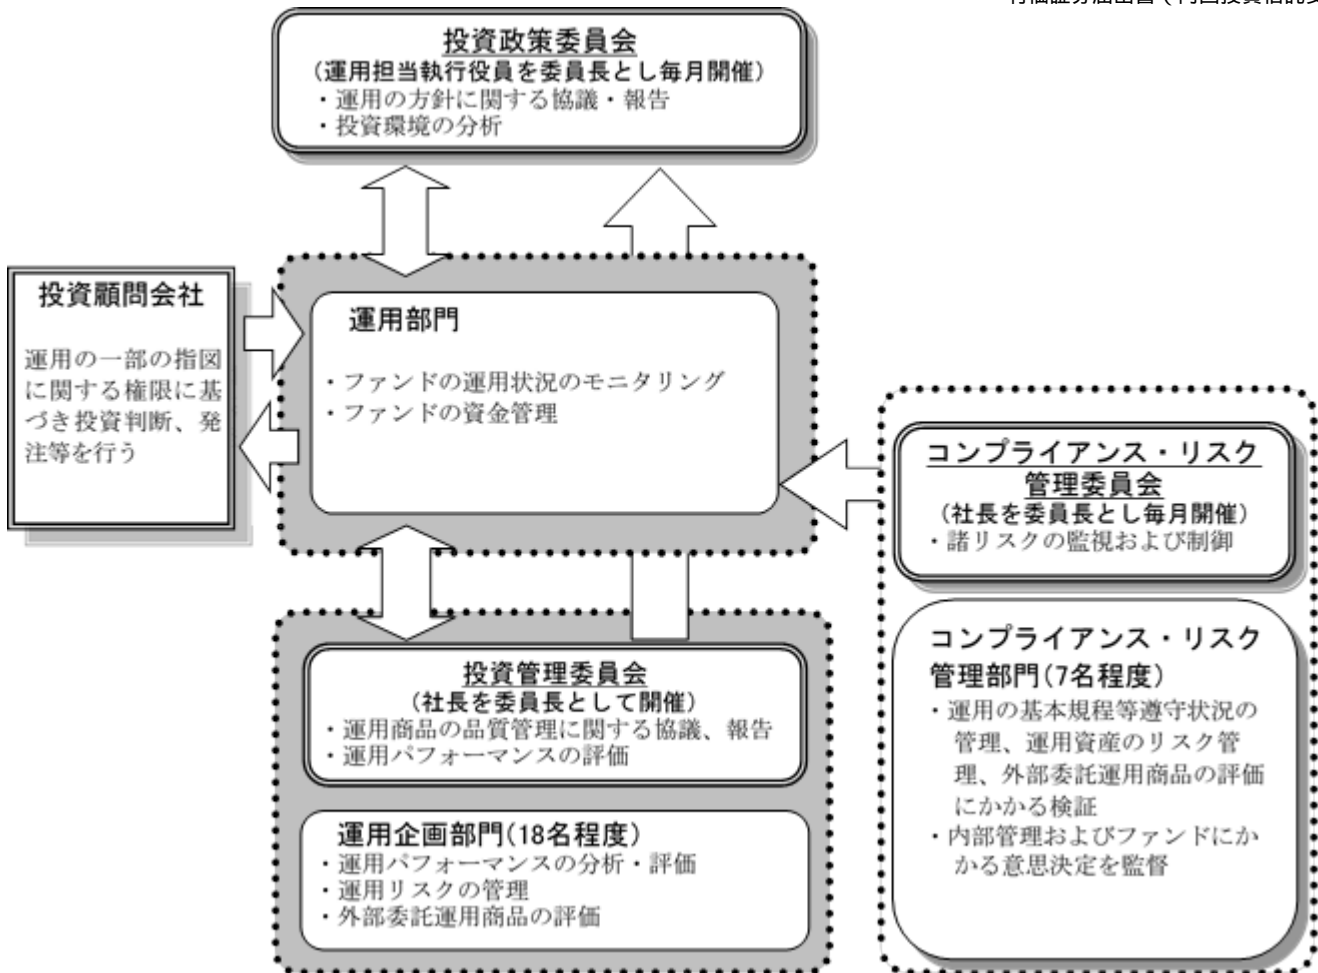 投資政策委員会
(運用担当執行役員を委員長とし毎月開催)
・運用の方針に関する協議・報告
・投資環境の分析
投資顧問会社
運用の一部の指図
に関する権限に基
づき投資判断、発
注等を行う
運用部門
・ファンドの運用状況のモニタリング
・ファンドの資金管理
コンプライアンス・リスク
管理委員会
(社長を委員長とし毎月開催)
・諸リスクの監視および制御
コンプライアンス・リスク
管理部門(7名程度)
・運用の基本規程等遵守状況の
管理、運用資産のリスク管
理、外部委託運用商品の評価
にかかる検証
・内部管理およびファンドにか
かる意思決定を監督
投資管理委員会
(社長を委員長として開催)
・運用商品の品質管理に関する協議、報告
・運用パフォーマンスの評価
運用企画部門(18名程度)
・運用パフォーマンスの分析・評価
・運用リスクの管理
・外部委託運用商品の評価